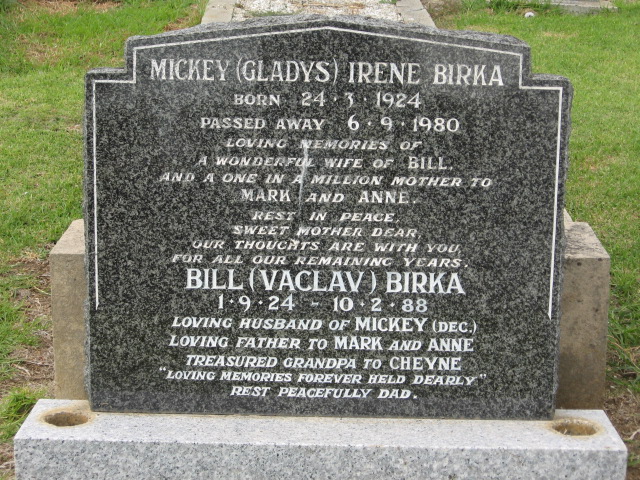 MICKEY (GLADYS) IRENE BIRKA
BORN 24·3·1924
PASSED AWAY 6·9·1980
LOVING MEMORIES OF
A WONDERFUL WIFE OF BILL.
AND A ONE IN A MILLION MOTHER TO
MARK AND ANNE.
REST IN PEACE,
SWEET MOTHER DEAR,
OUR THOUGHTS ARE WITH YOU,
FOR ALL OUR REMAINING YEARS.
BILL (VACLAV) BIRKA
1·9·24 - 10·2·88
LOVING HUSBAND OF MICKEY (DEC.)
LOVING FATHER TO MARK AND ANNE
TREASURED GRANDPA TO CHEYNE
"LOVING MEMORIES FOREVER HELD DEARLY."
REST PEACEFULLY DAD.